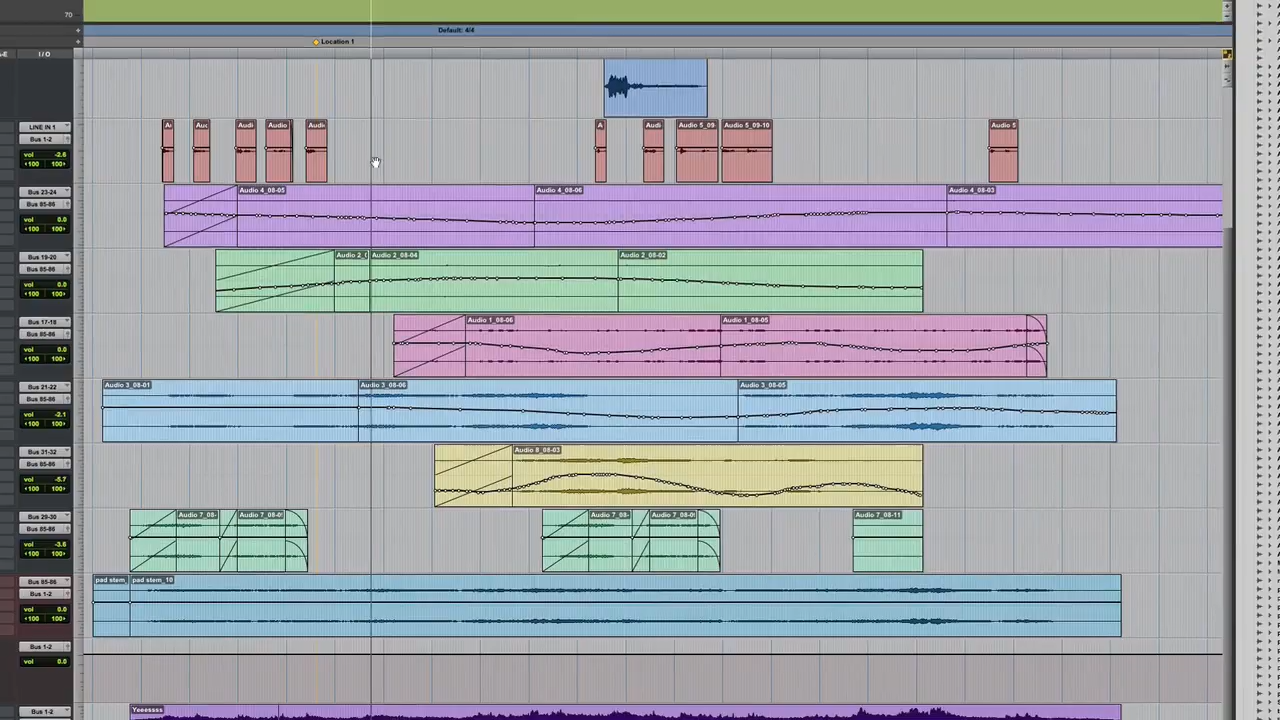 70
Default: 4/4
Location 1
I/O
LINE IN 1
Bus 1-2
vol -2.6
‹100 100›
Audio 5_09-
Audio 5_09-10
Audio 5
Bus 23-24
Bus 85-86
vol 0.0
‹100 100›
Audio 4_08-05
Audio 4_08-06
Audio 4_08-03
Bus 19-20
Bus 85-86
vol 0.0
‹100 100›
Audio 2_(
Audio 2_08-04
Audio 2_08-02
Bus 17-18
Bus 85-86
vol 0.0
‹100 100›
Audio 1_08-06
Audio 1_08-05
Bus 21-22
Bus 85-86
vol -2.1
‹100 100›
Audio 3_08-01
Audio 3_08-06
Audio 3_08-05
Bus 31-32
Bus 85-86
vol -5.7
‹100 100›
Audio 8_08-03
Bus 29-30
Bus 85-86
vol -3.6
‹100 100›
Audio 7_08-
Audio 7_08-0
Audio 7_08-
Audio 7_08-0
Audio 7_08-11
Bus 85-86
Bus 1-2
vol 0.0
‹100 100›
pad stem_
pad stem_10
Bus 1-2
vol 0.0
Bus 1-2
Yeeessss